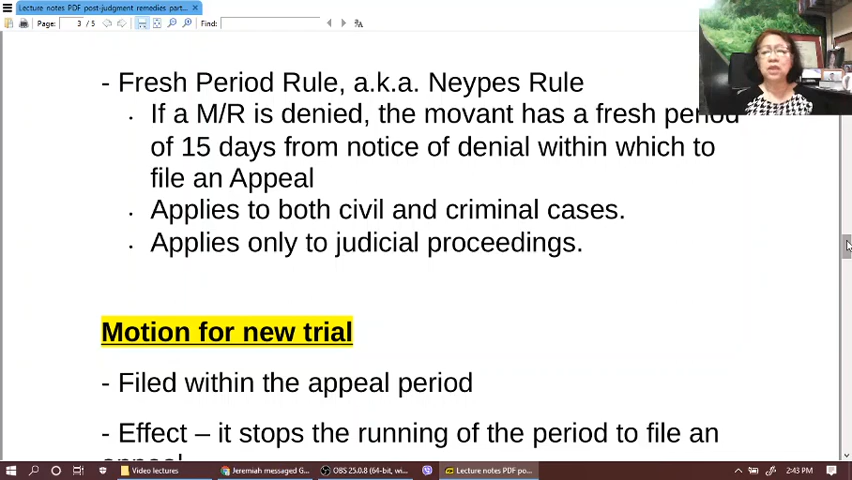 Lecture notes PDF post-judgment remedies part...
Page: 3 / 5 Find:
- Fresh Period Rule, a.k.a. Neypes Rule
· If a M/R is denied, the movant has a fresh period
of 15 days from notice of denial within which to
file an Appeal
· Applies to both civil and criminal cases.
· Applies only to judicial proceedings.
Motion for new trial
- Filed within the appeal period
- Effect – it stops the running of the period to file an
appeal
Video lectures Jeremiah messaged G... OBS 25.0.8 (64-bit, wi... Lecture notes PDF po... 2:43 PM